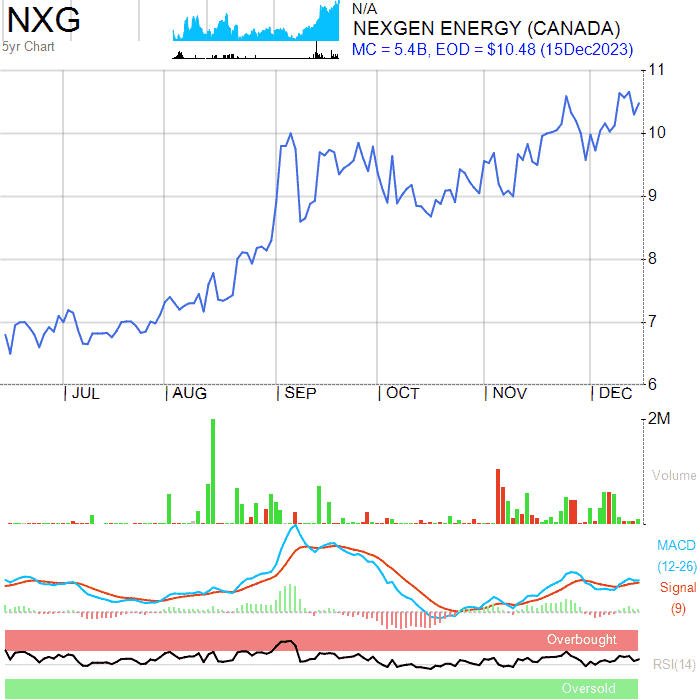 NXG
5yr Chart
N/A
NEXGEN ENERGY (CANADA)
MC = 5.4B, EOD = $10.48 (15Dec2023)
11
10
9
8
7
6
JUL
AUG
SEP
OCT
NOV
DEC
2M
Volume
MACD
(12-26)
Signal
(9)
Overbought
RSI(14)
Oversold